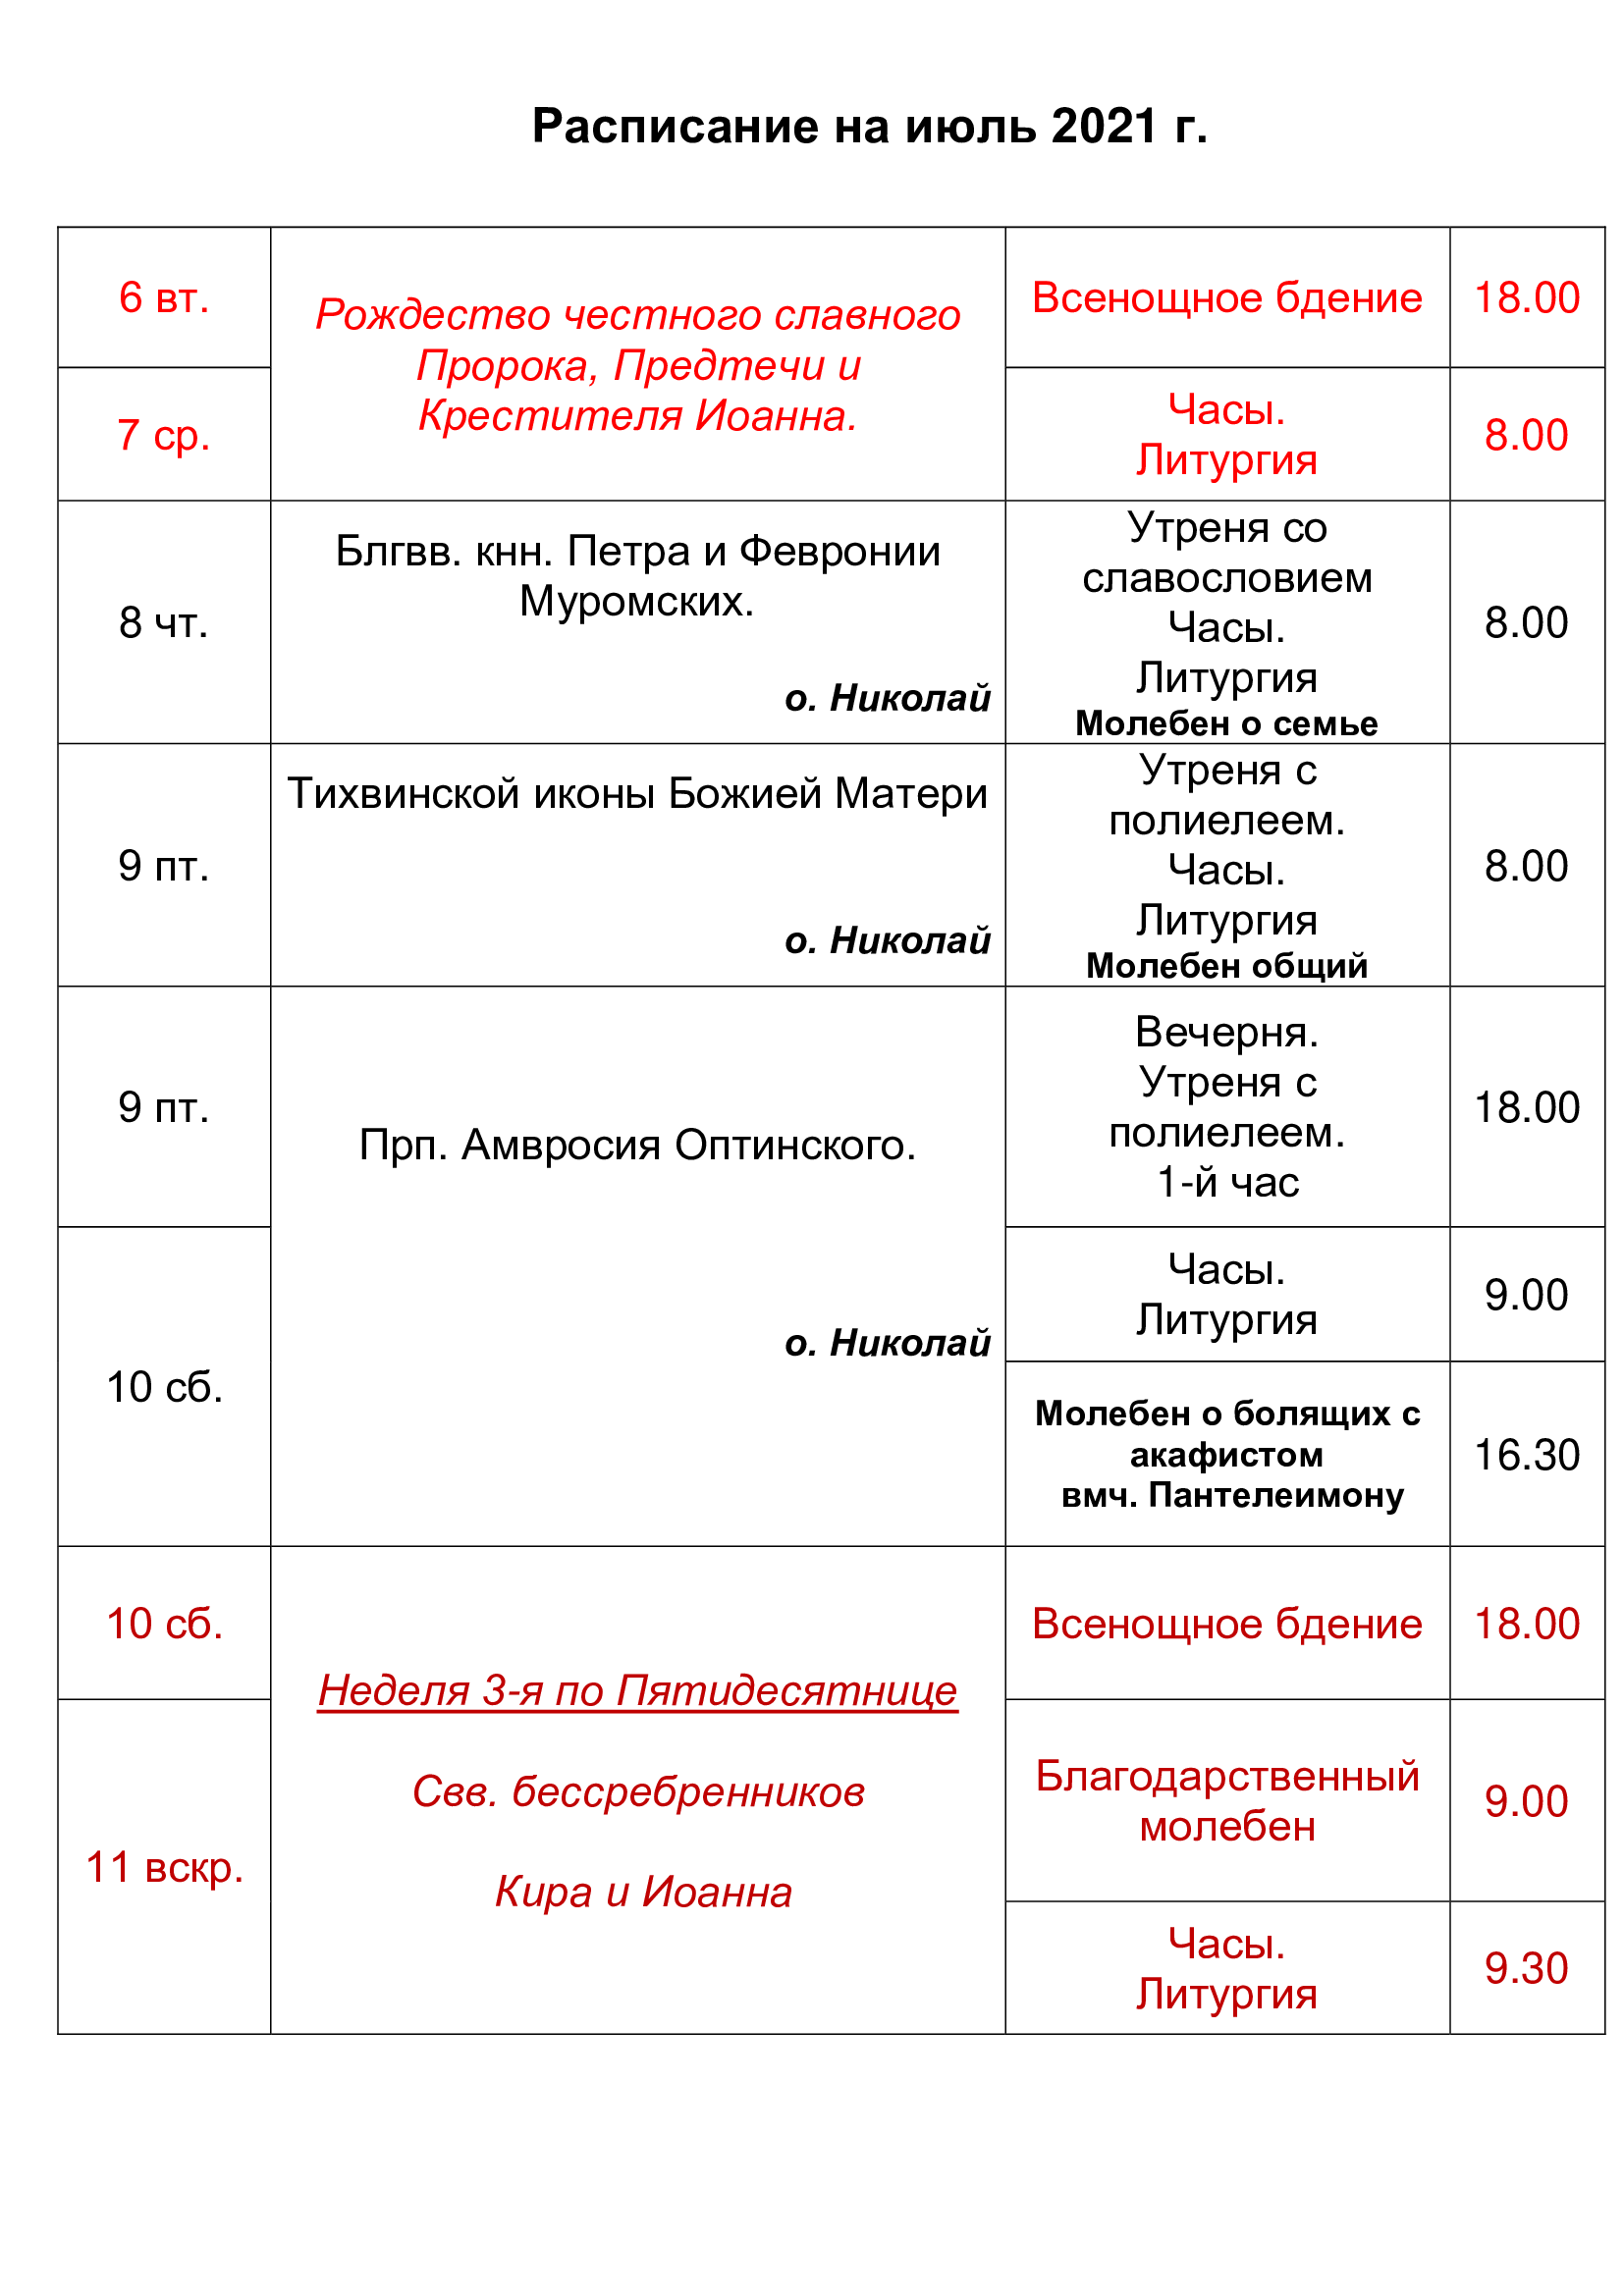 Расписание на июль 2021 г.
6 вт.
Рождество честного славного
Пророка, Предтечи и
Крестителя Иоанна.
Всенощное бдение
18.00
7 ср.
Часы.
Литургия
8.00
8 чт.
Блгвв. кнн. Петра и Февронии
Муромских.
о. Николай
Утреня со
славословием
Часы.
Литургия
Молебен о семье
8.00
9 пт.
Тихвинской иконы Божией Матери
о. Николай
Утреня с
полиелеем.
Часы.
Литургия
Молебен общий
8.00
9 пт.
Прп. Амвросия Оптинского.
о. Николай
Вечерня.
Утреня с
полиелеем.
1-й час
18.00
10 сб.
Часы.
Литургия
9.00
Молебен о болящих с
акафистом
вмч. Пантелеимону
16.30
10 сб.
Неделя 3-я по Пятидесятнице
Свв. бессребренников
Кира и Иоанна
Всенощное бдение
18.00
11 вскр.
Благодарственный
молебен
9.00
Часы.
Литургия
9.30